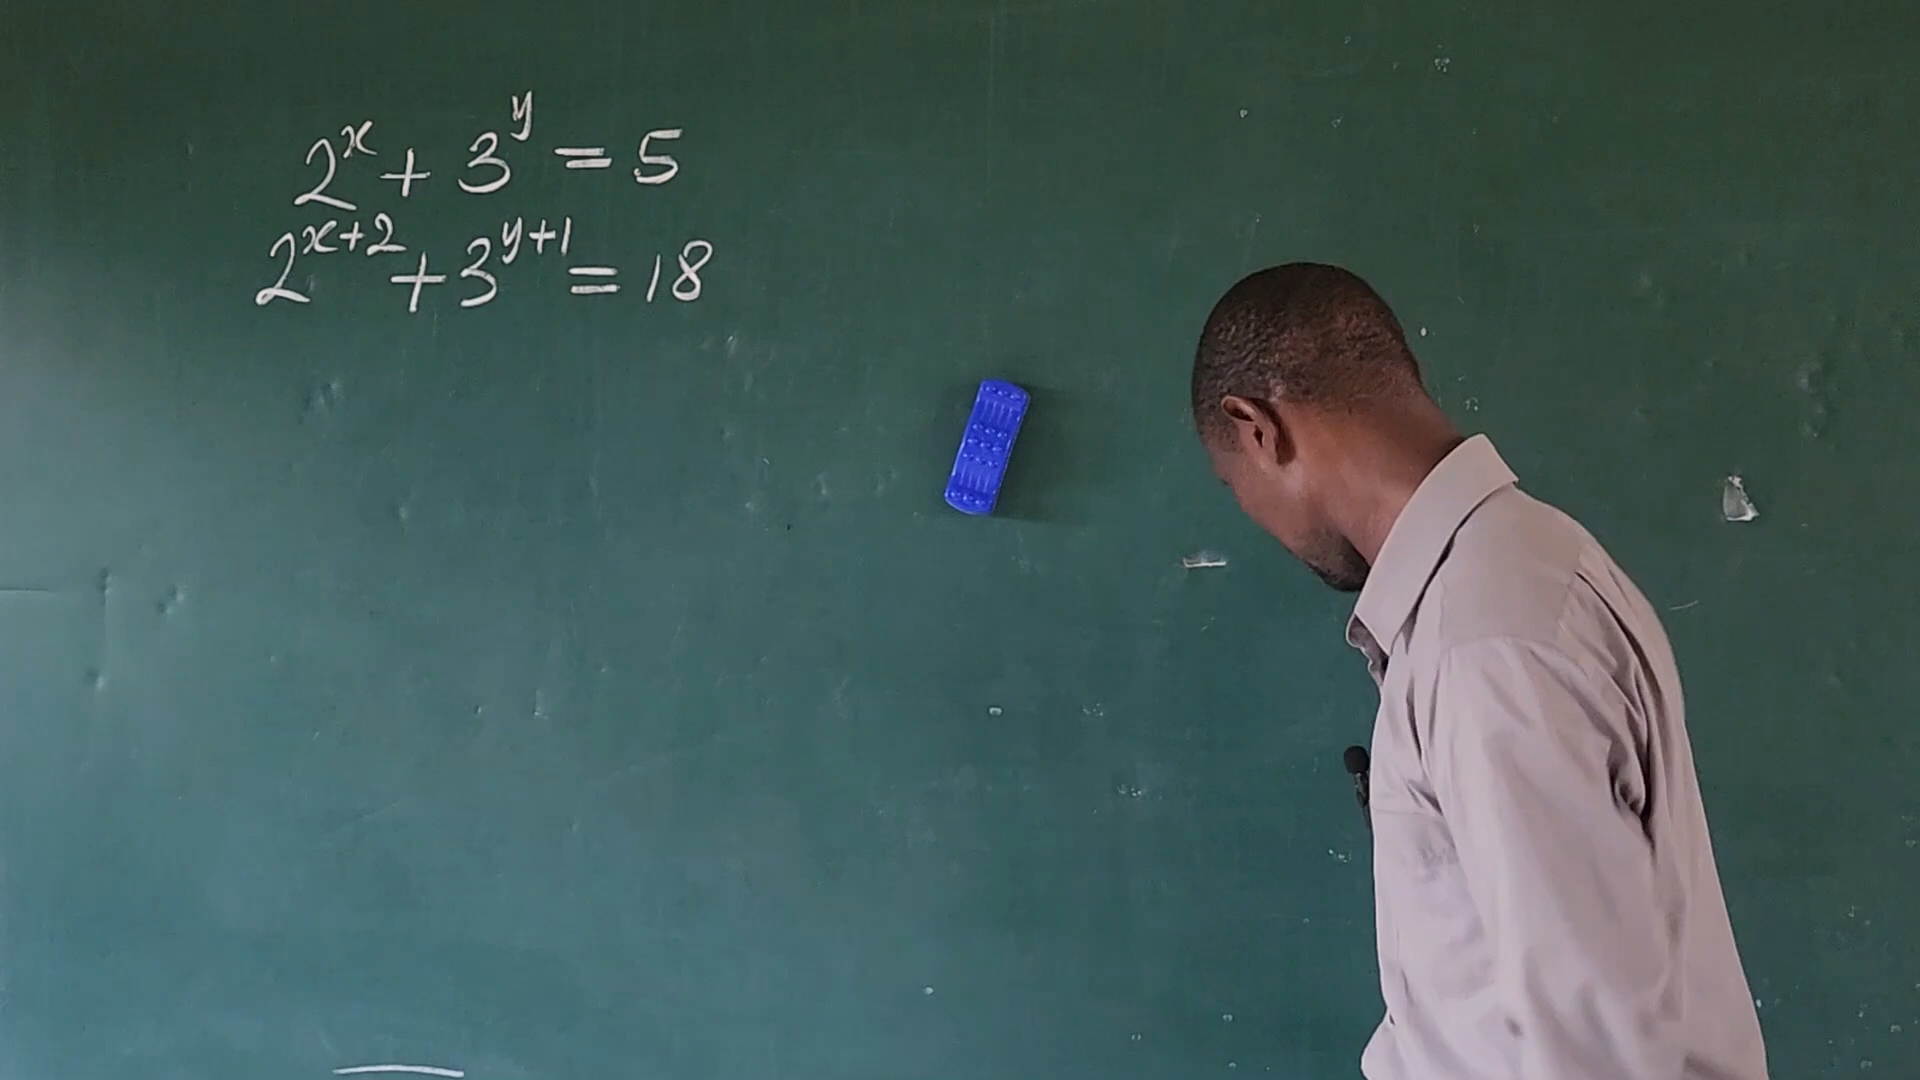 2^x + 3^y = 5
2^{x+2} + 3^{y+1} = 18